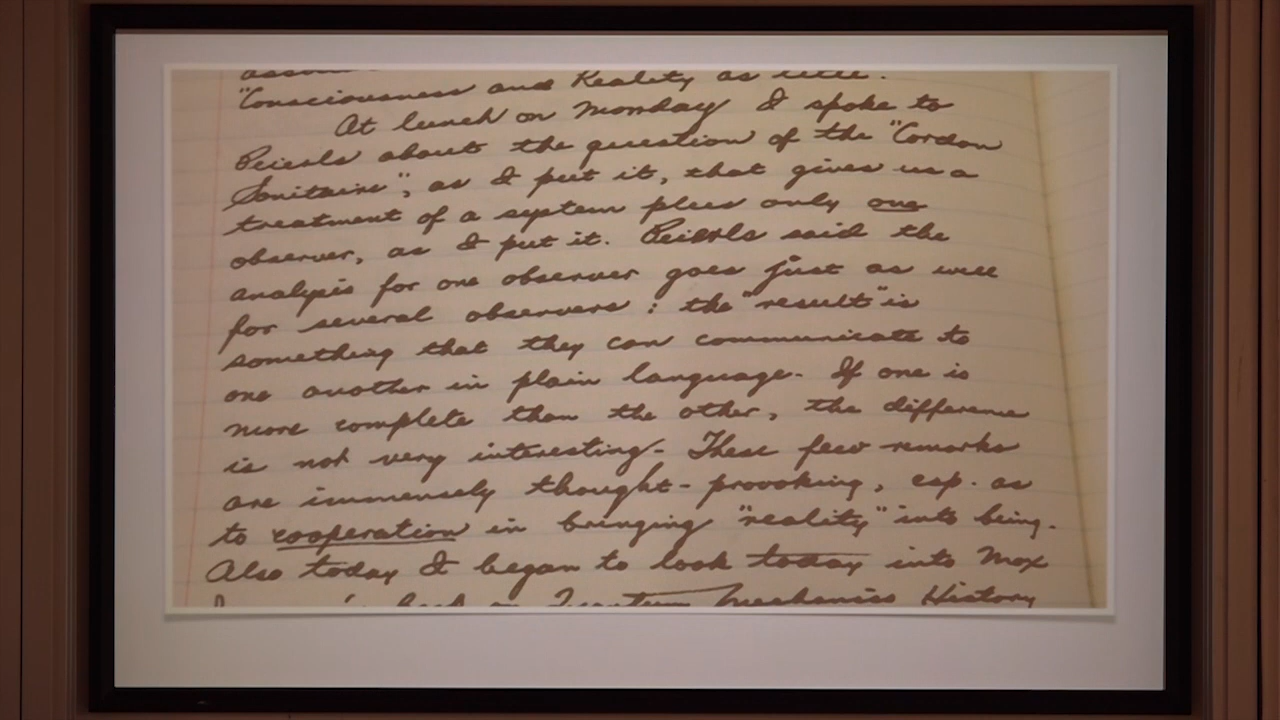 "Consciousness and Reality as well.
At lunch on Monday I spoke to
Peierls about the question of the "Cordon
Sanitaire", as I put it, that gives us a
treatment of a system plus only one
observer, as I put it. Peierls said the
analysis for one observer goes just as well
for several observers: the "result" is
something that they can communicate to
one another in plain language. If one is
more complete than the other, the difference
is not very interesting. These few remarks
are immensely thought-provoking, esp. as
to cooperation in bringing "reality" into being.
Also today I began to look today into Max
book on Quantum Mechanics History